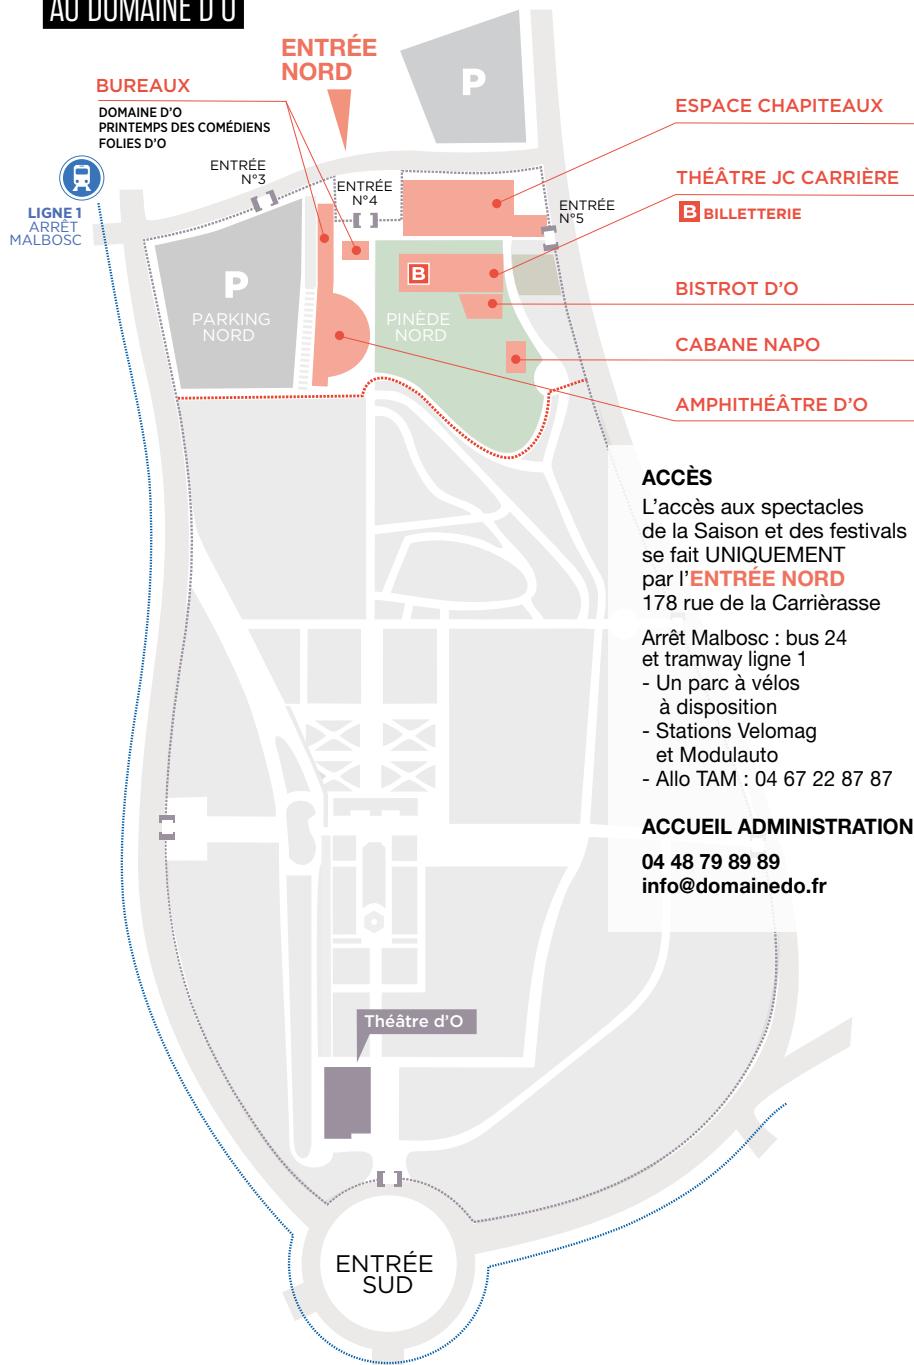 AU DOMAINE D'O
ENTRÉE
NORD
P
BUREAUX
DOMAINE D'O
PRINTEMPS DES COMÉDIENS
FOLIES D'O
ESPACE CHAPITEAUX
ENTRÉE
N°3
ENTRÉE
N°4
ENTRÉE
N°5
THÉÂTRE JC CARRIÈRE
B BILLETTERIE
LIGNE 1
ARRÊT
MALBOSC
P
PARKING
NORD
B
PINÈDE
NORD
BISTROT D'O
CABANE NAPO
AMPHITHÉÂTRE D'O
ACCÈS
L'accès aux spectacles
de la Saison et des festivals
se fait UNIQUEMENT
par l'ENTRÉE NORD
178 rue de la Carrièrasse
Arrêt Malbosc : bus 24
et tramway ligne 1
- Un parc à vélos
à disposition
- Stations Velomag
et Modulauto
- Allo TAM : 04 67 22 87 87
ACCUEIL ADMINISTRATION
04 48 79 89 89
info@domainedo.fr
Théâtre d'O
ENTRÉE
SUD